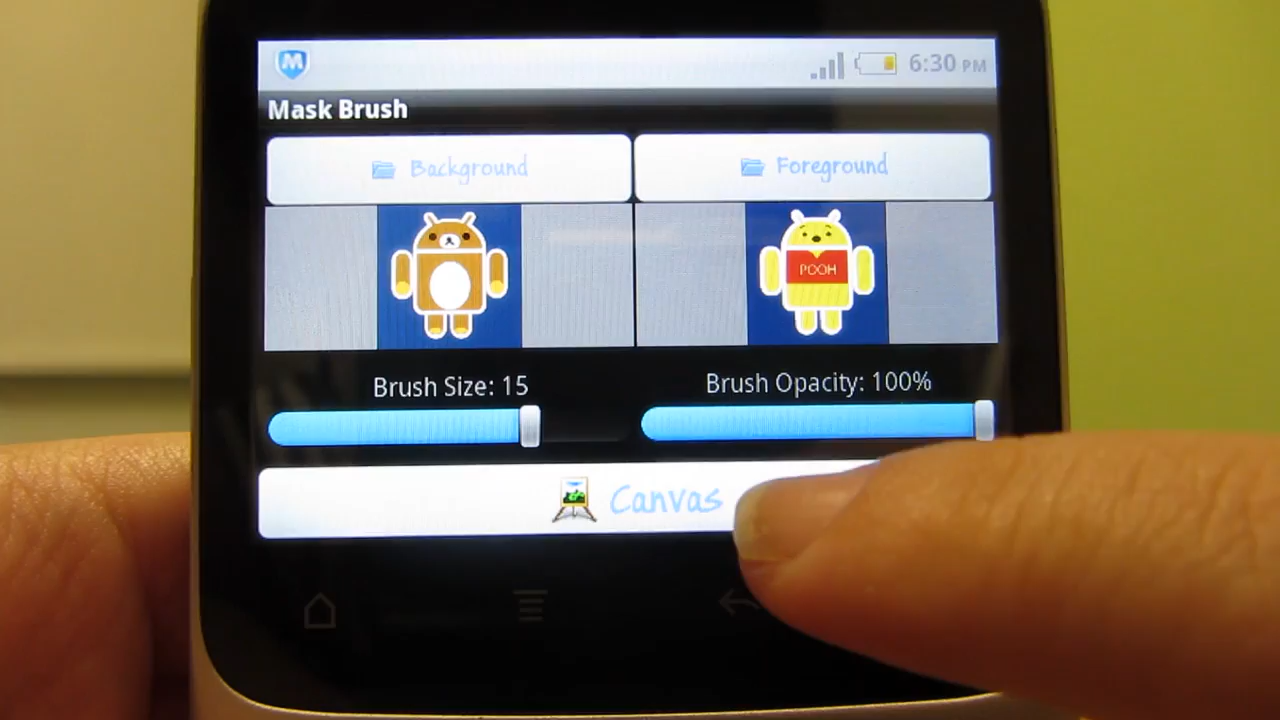 M
6:30 PM
Mask Brush
Background
Foreground
POOH
Brush Size: 15
Brush Opacity: 100%
Canvas